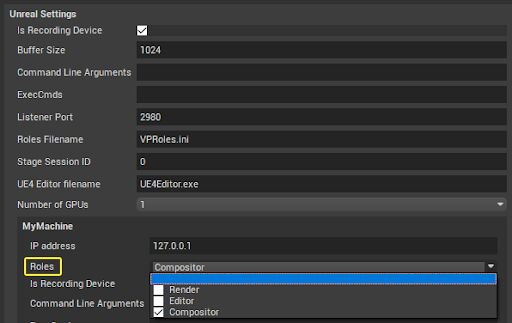 Unreal Settings
Is Recording Device
Buffer Size 1024
Command Line Arguments
ExecCmds
Listener Port 2980
Roles Filename VPRoles.ini
Stage Session ID 0
UE4 Editor filename UE4Editor.exe
Number of GPUs 1
MyMachine
IP address 127.0.0.1
Roles Compositor
Is Recording Device Render
Editor
Command Line Arguments Compositor